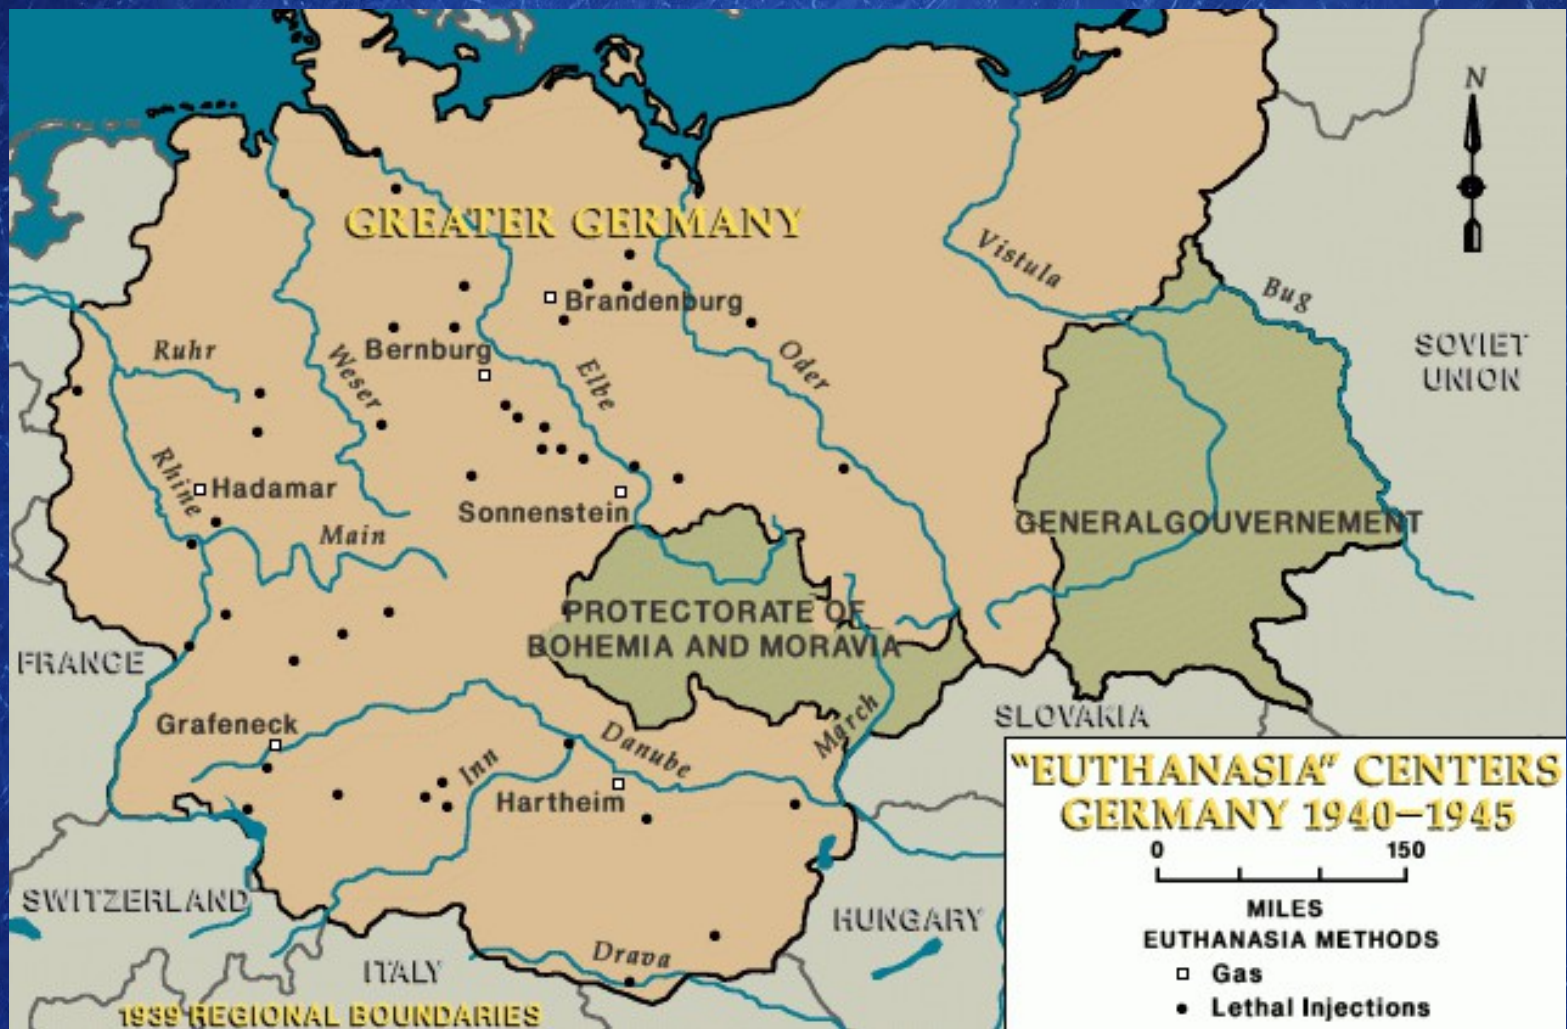 N
GREATER GERMANY
Vistula
Bug
Brandenburg
Ruhr
Bernburg
Weser
Elbe
Oder
SOVIET
UNION
Rhine
Hadamar
Sonnenstein
Main
GENERALGOUVERNEMENT
PROTECTORATE OF
BOHEMIA AND MORAVIA
FRANCE
Grafeneck
Danube
March
SLOVAKIA
Inn
Hartheim
"EUTHANASIA" CENTERS
GERMANY 1940–1945
0 150
MILES
EUTHANASIA METHODS
Gas
Lethal Injections
SWITZERLAND
HUNGARY
Drava
ITALY
1939 REGIONAL BOUNDARIES